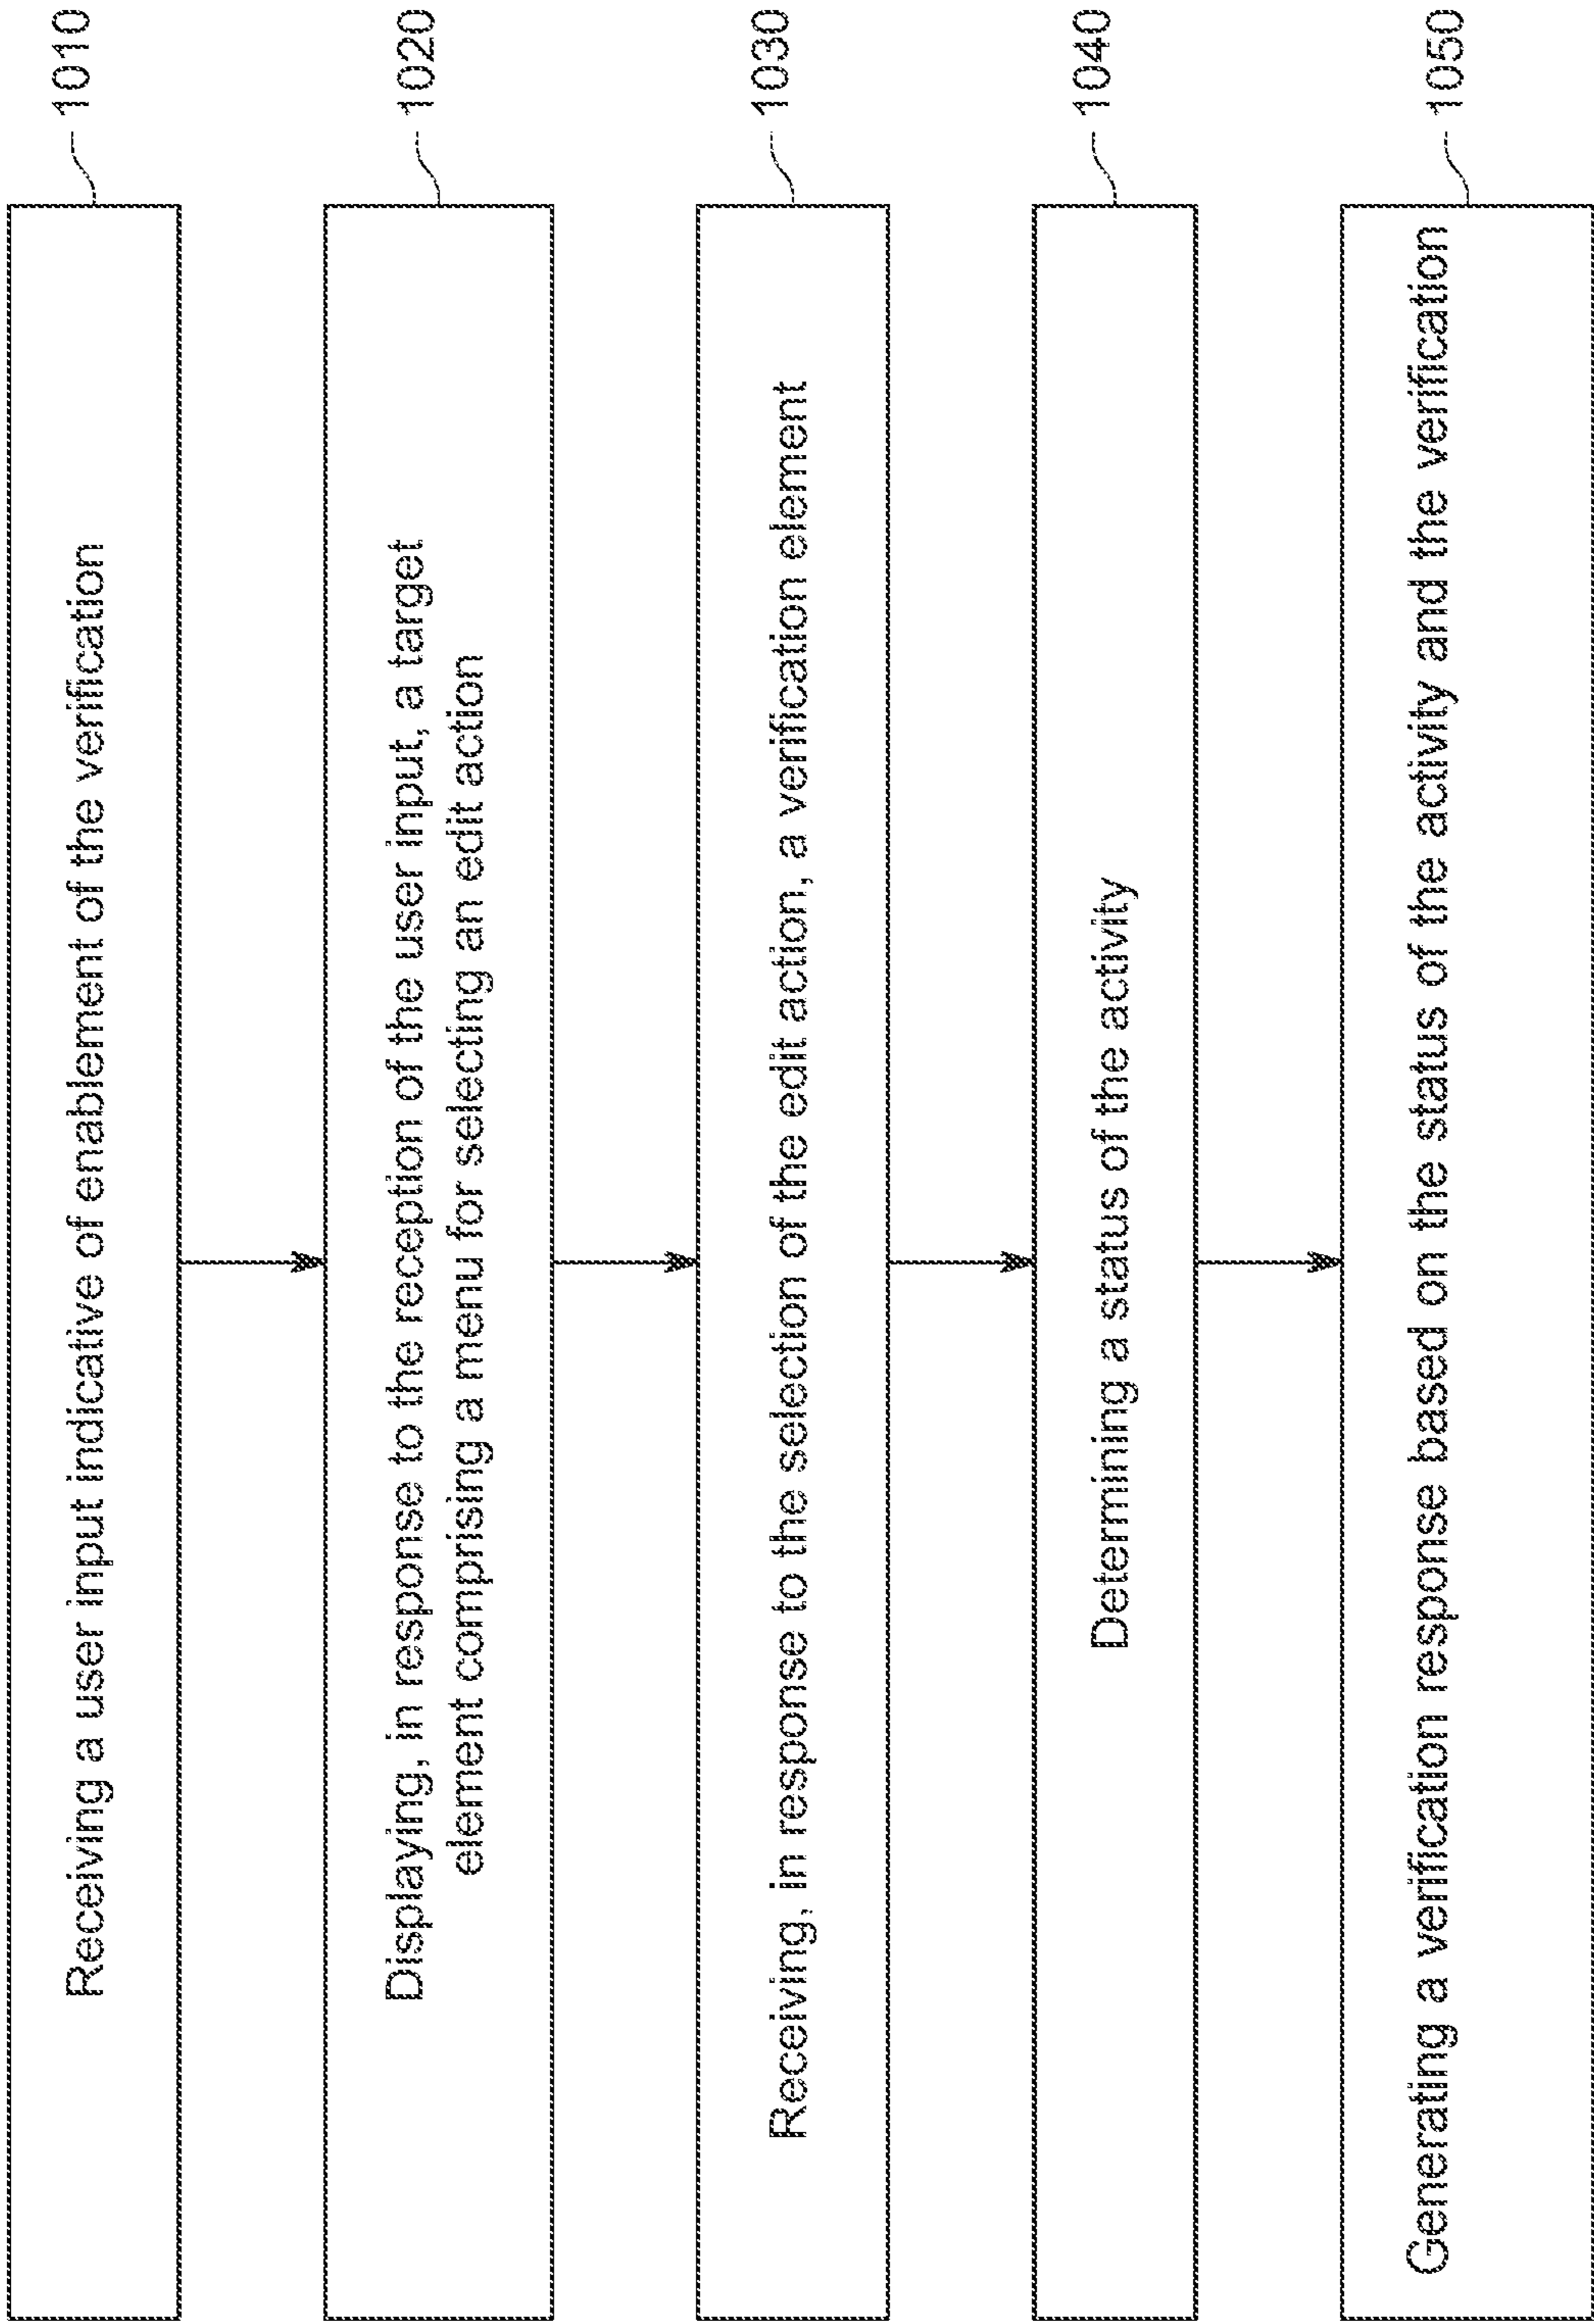 Receiving a user input indicative of enablement of the verification
1010
Displaying, in response to the reception of the user input, a target
element comprising a menu for selecting an edit action
1020
Receiving, in response to the selection of the edit action, a verification element
1030
Determining a status of the activity
1040
Generating a verification response based on the status of the activity and the verification
1050